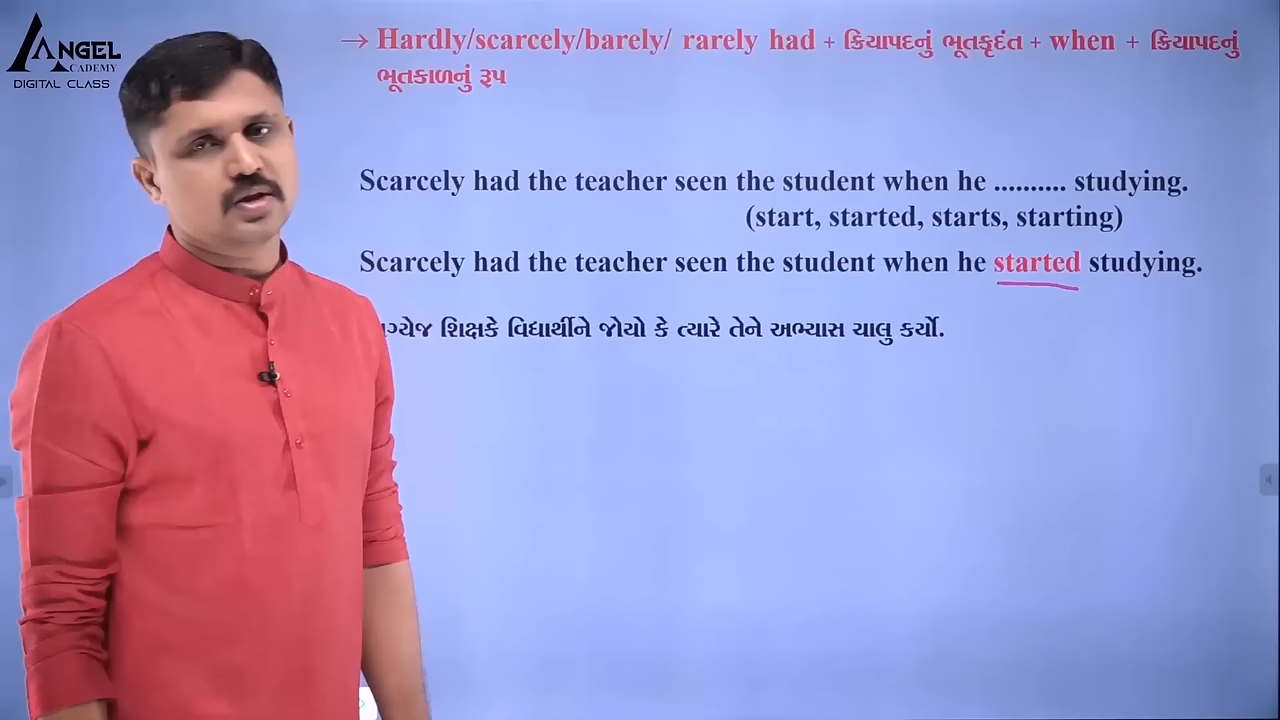 ANGEL
ACADEMY
DIGITAL CLASS
→ Hardly/scarcely/barely/ rarely had + ક્રિયાપદનું ભૂતકૃદંત + when + ક્રિયાપદનું
ભૂતકાળનું રૂપ
Scarcely had the teacher seen the student when he .......... studying.
(start, started, starts, starting)
Scarcely had the teacher seen the student when he started studying.
શિક્ષકે વિદ્યાર્થીને જોયો કે ત્યારે તેને અભ્યાસ ચાલુ કર્યો.